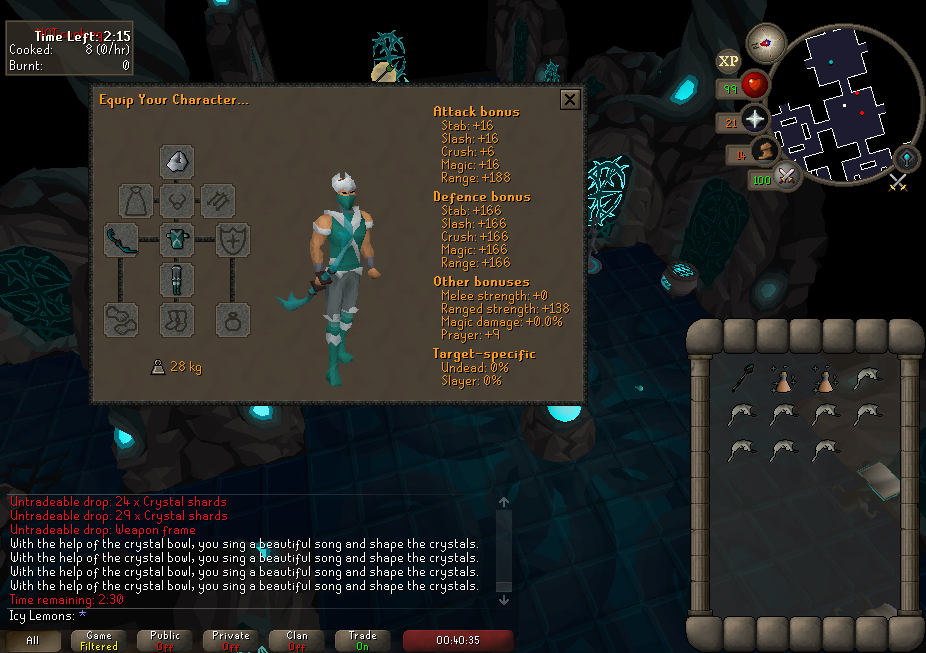 Time Left: 2:15
Cooked: 8 (0/hr)
Burnt: 0
Equip Your Character...
Attack bonus
Stab: +16
Slash: +16
Crush: +6
Magic: +16
Range: +188
Defence bonus
Stab: +166
Slash: +166
Crush: +166
Magic: +166
Range: +166
Other bonuses
Melee strength: +0
Ranged strength: +138
Magic damage: +0.0%
Prayer: +9
Target-specific
Undead: 0%
Slayer: 0%
28 kg
XP
99
21
14
100
Untradeable drop: 24 x Crystal shards
Untradeable drop: 29 x Crystal shards
Untradeable drop: Weapon frame
With the help of the crystal bowl, you sing a beautiful song and shape the crystals.
With the help of the crystal bowl, you sing a beautiful song and shape the crystals.
With the help of the crystal bowl, you sing a beautiful song and shape the crystals.
With the help of the crystal bowl, you sing a beautiful song and shape the crystals.
Time remaining: 2:30
Icy Lemons: *
All
Game
Filtered
Public
Off
Private
Off
Clan
Off
Trade
On
00:40:35